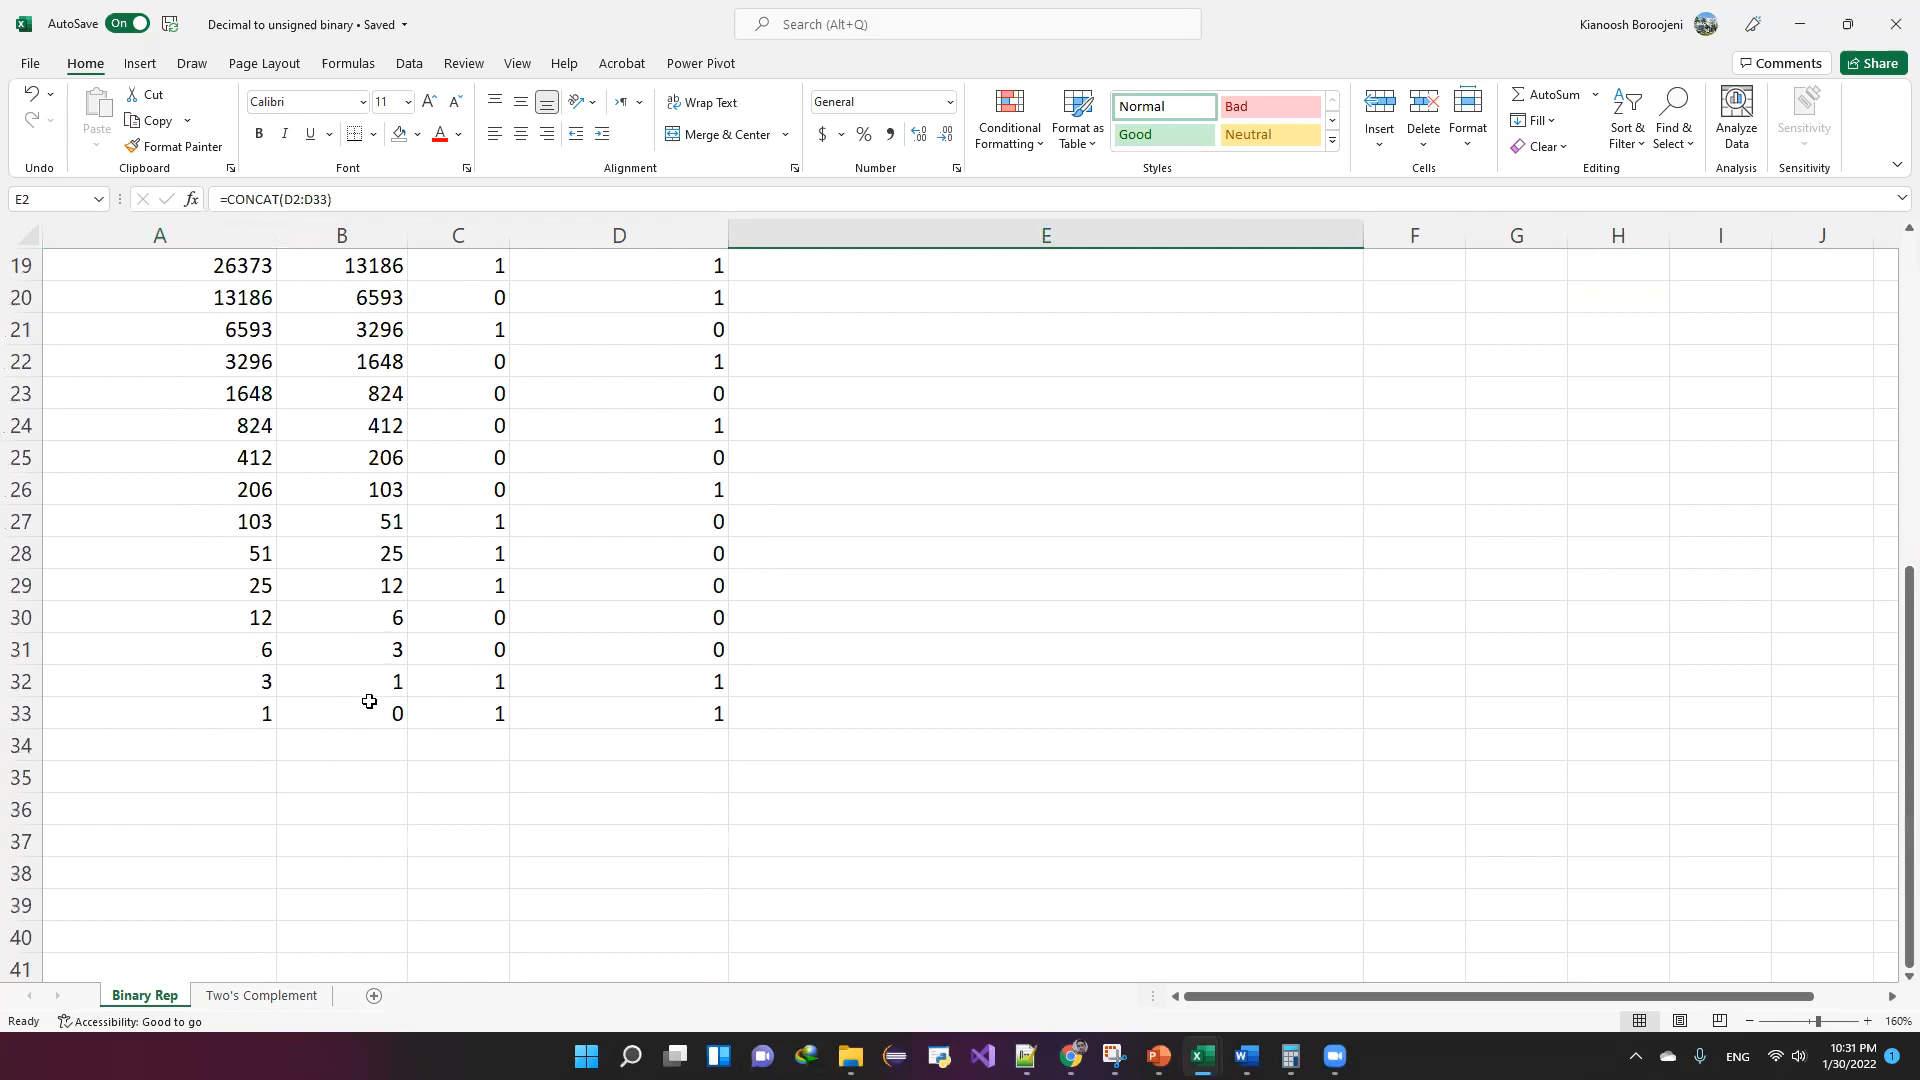 AutoSave On Decimal to unsigned binary • Saved Search (Alt+Q) Kianoosh Boroojeni
File Home Insert Draw Page Layout Formulas Data Review View Help Acrobat Power Pivot Comments Share
Paste Cut Copy Format Painter
Calibri 11
Wrap Text Merge & Center
General
Conditional Formatting Format as Table
Normal Bad
Good Neutral
Insert Delete Format
AutoSum Fill Clear
Sort & Filter Find & Select
Analyze Data Sensitivity
Undo Clipboard Font Alignment Number Styles Cells Editing Analysis Sensitivity
E2 fx =CONCAT(D2:D33)
A B C D E F G H I J
19 26373 13186 1 1
20 13186 6593 0 1
21 6593 3296 1 0
22 3296 1648 0 1
23 1648 824 0 0
24 824 412 0 1
25 412 206 0 0
26 206 103 0 1
27 103 51 1 0
28 51 25 1 0
29 25 12 1 0
30 12 6 0 0
31 6 3 0 0
32 3 1 1 1
33 1 0 1 1
34
35
36
37
38
39
40
41
Binary Rep Two's Complement
Ready Accessibility: Good to go 160%
ENG 10:31 PM 1
1/30/2022